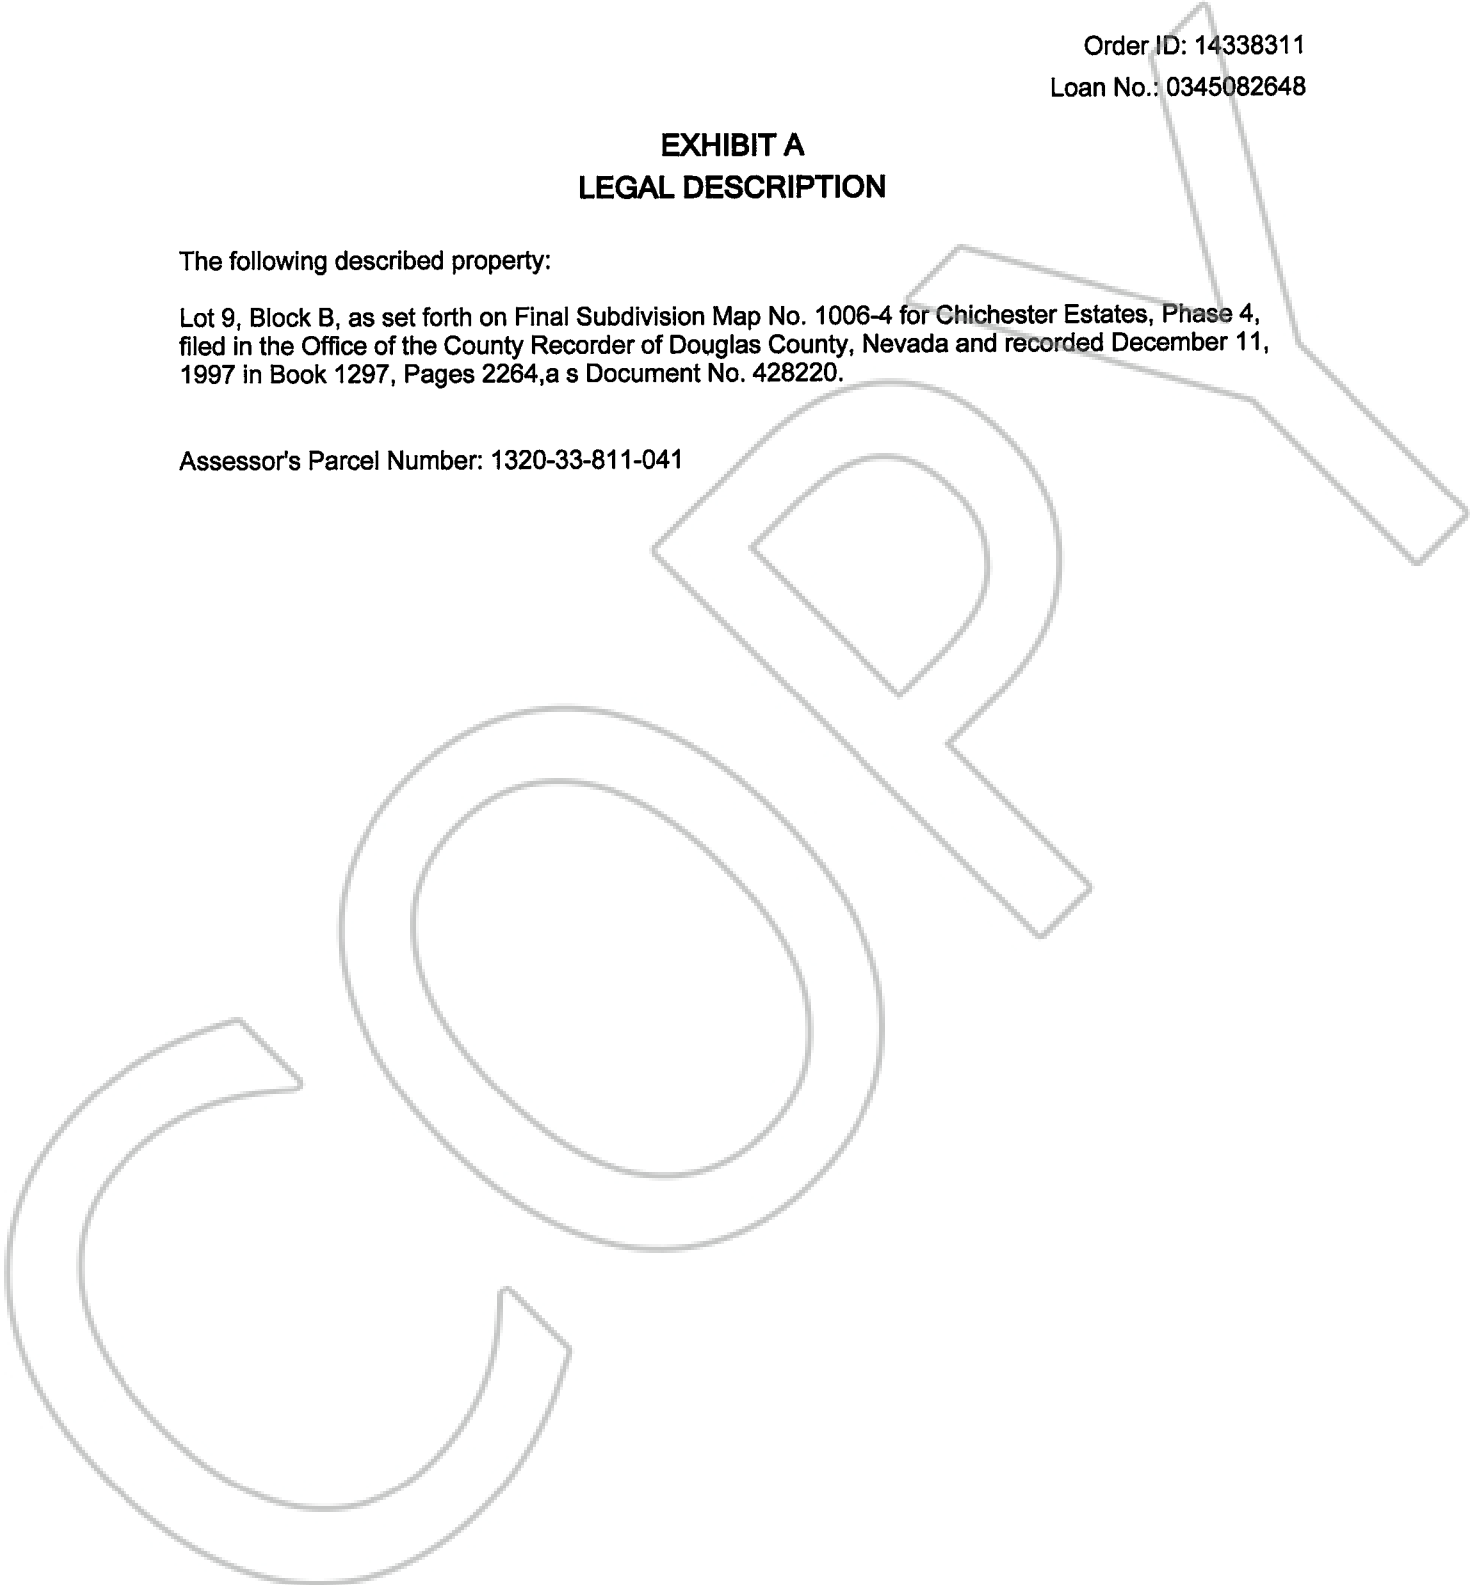 Order ID: 14338311
Loan No.: 0345082648
EXHIBIT A
LEGAL DESCRIPTION
The following described property:
Lot 9, Block B, as set forth on Final Subdivision Map No. 1006-4 for Chichester Estates, Phase 4,
filed in the Office of the County Recorder of Douglas County, Nevada and recorded December 11,
1997 in Book 1297, Pages 2264,a s Document No. 428220.
Assessor's Parcel Number: 1320-33-811-041
COPY